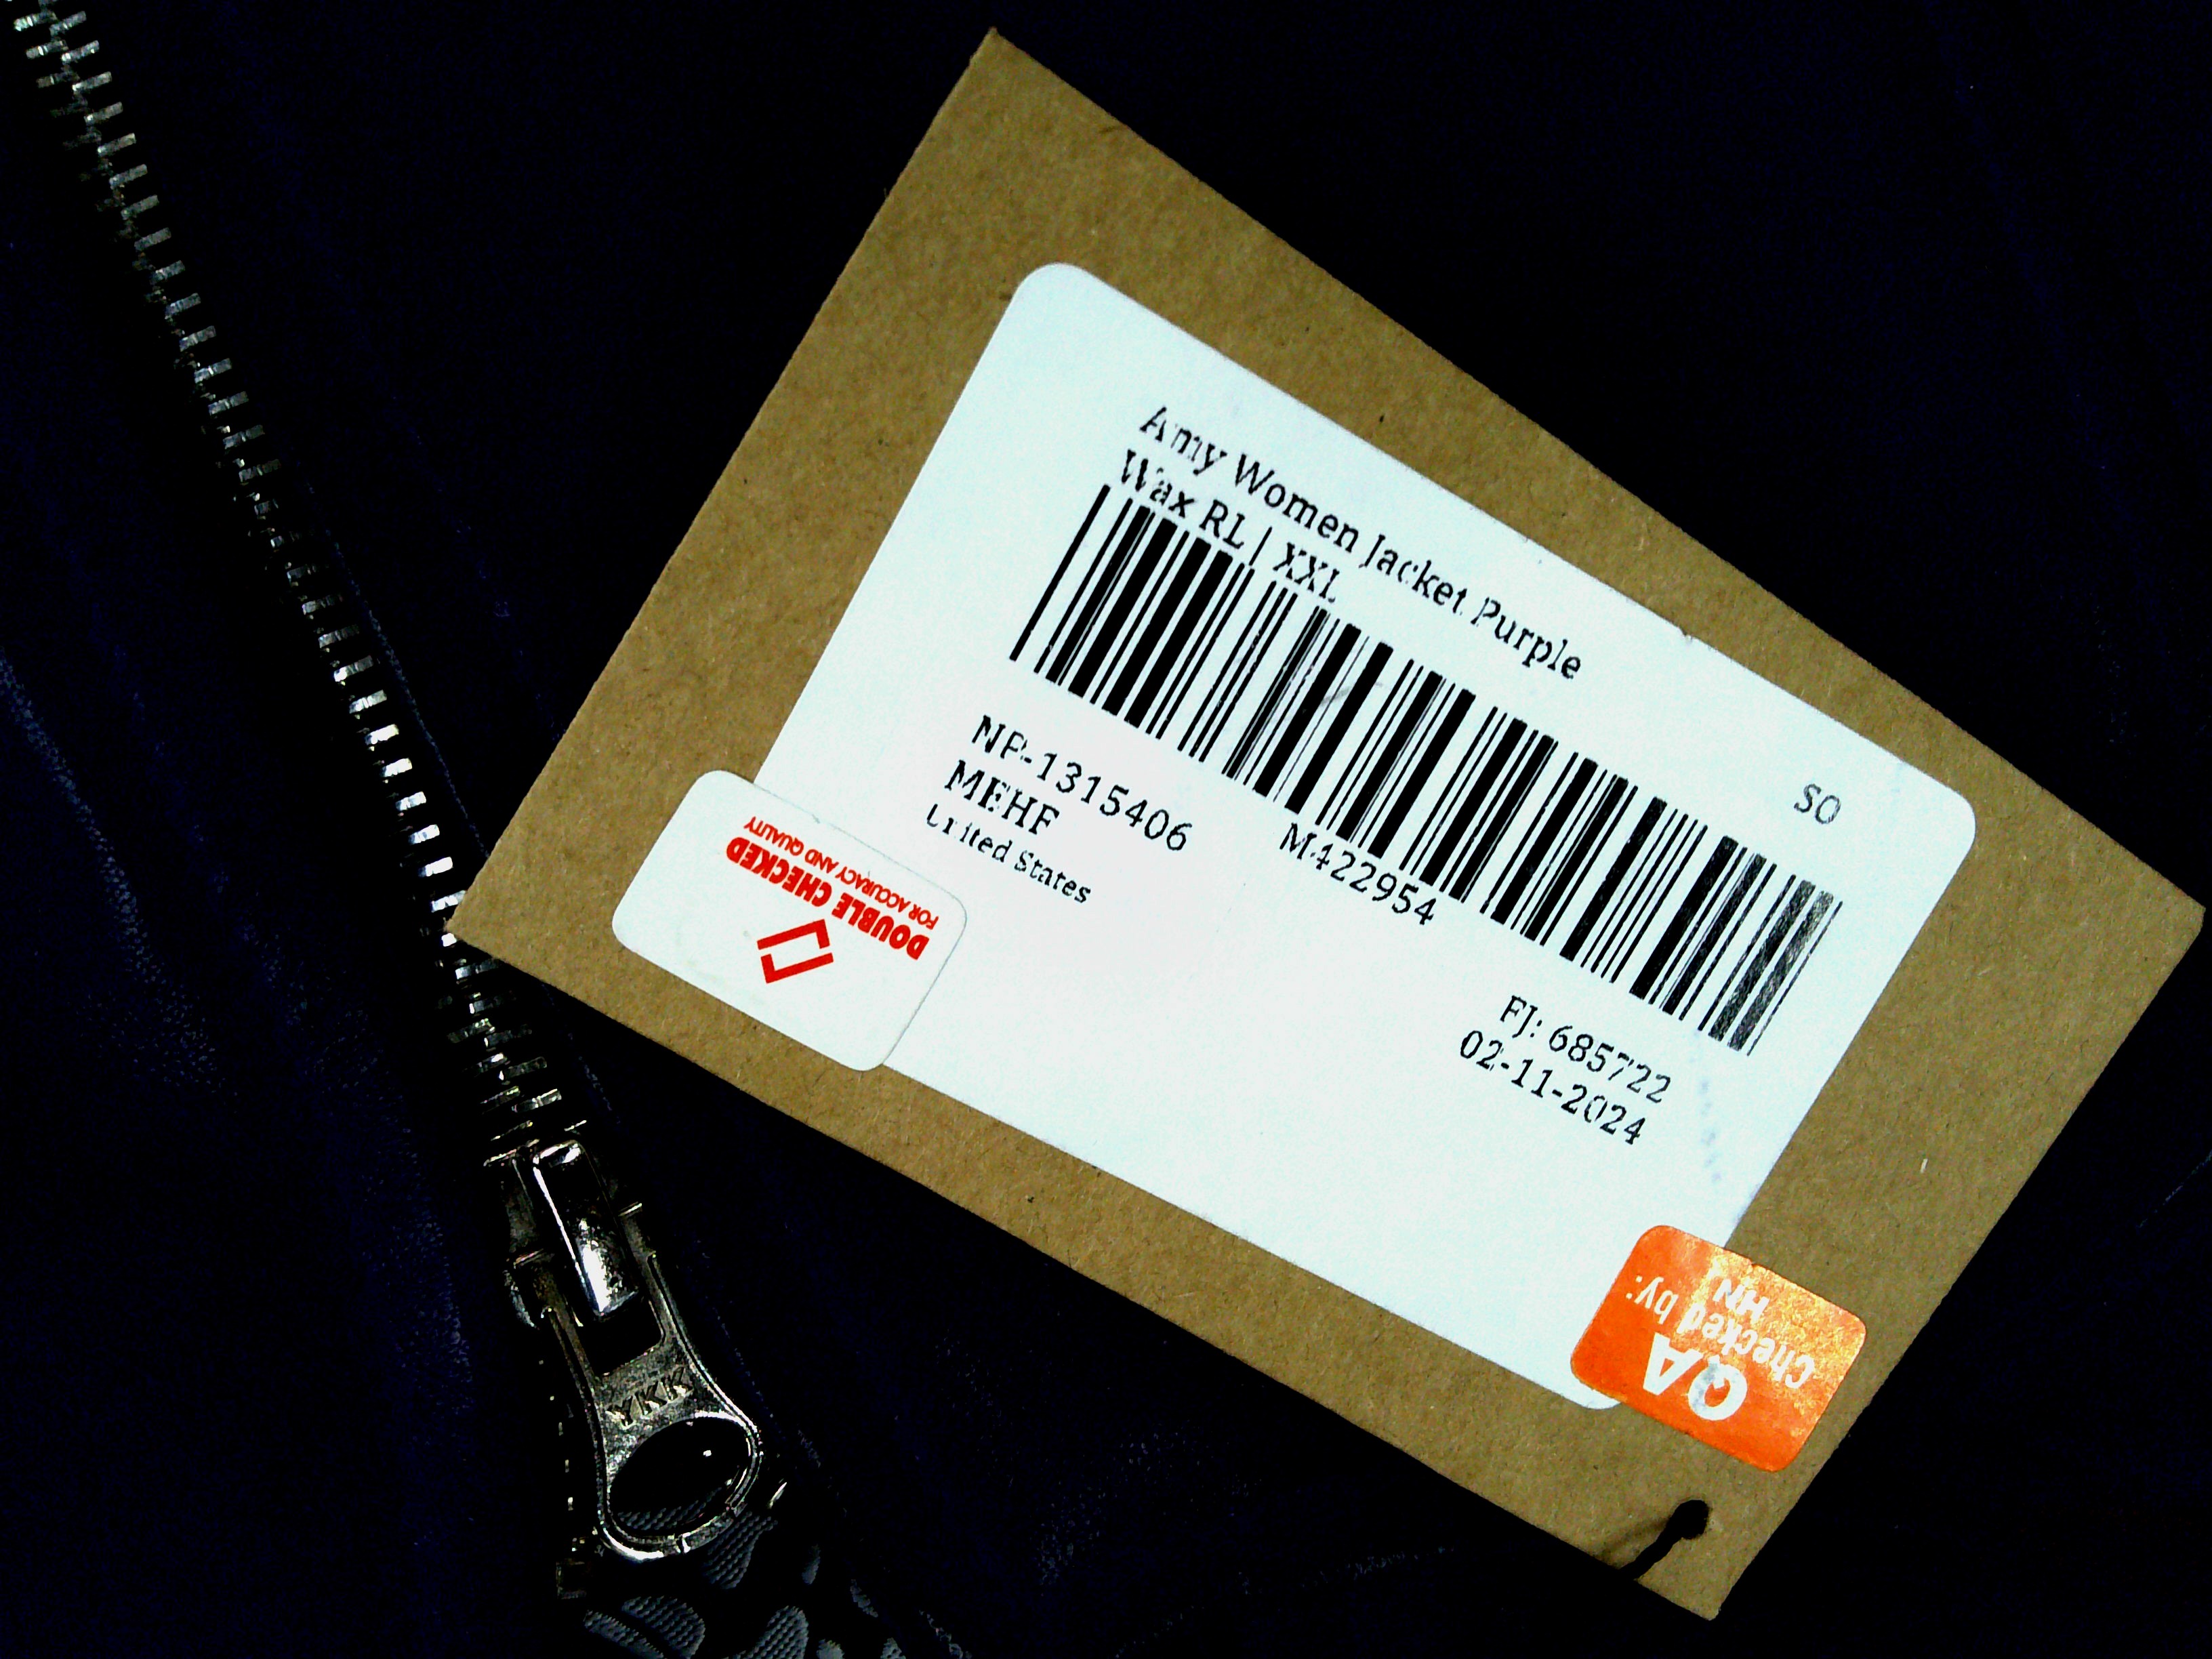 Amy Women Jacket Purple
Wax RL | XXL
SO
M422954
NR-1315406
MEHF
United States
FJ: 685722
02-11-2024
DOUBLE CHECKED
FOR ACCURACY AND QUALITY
QA
Checked by:
HN
YKK